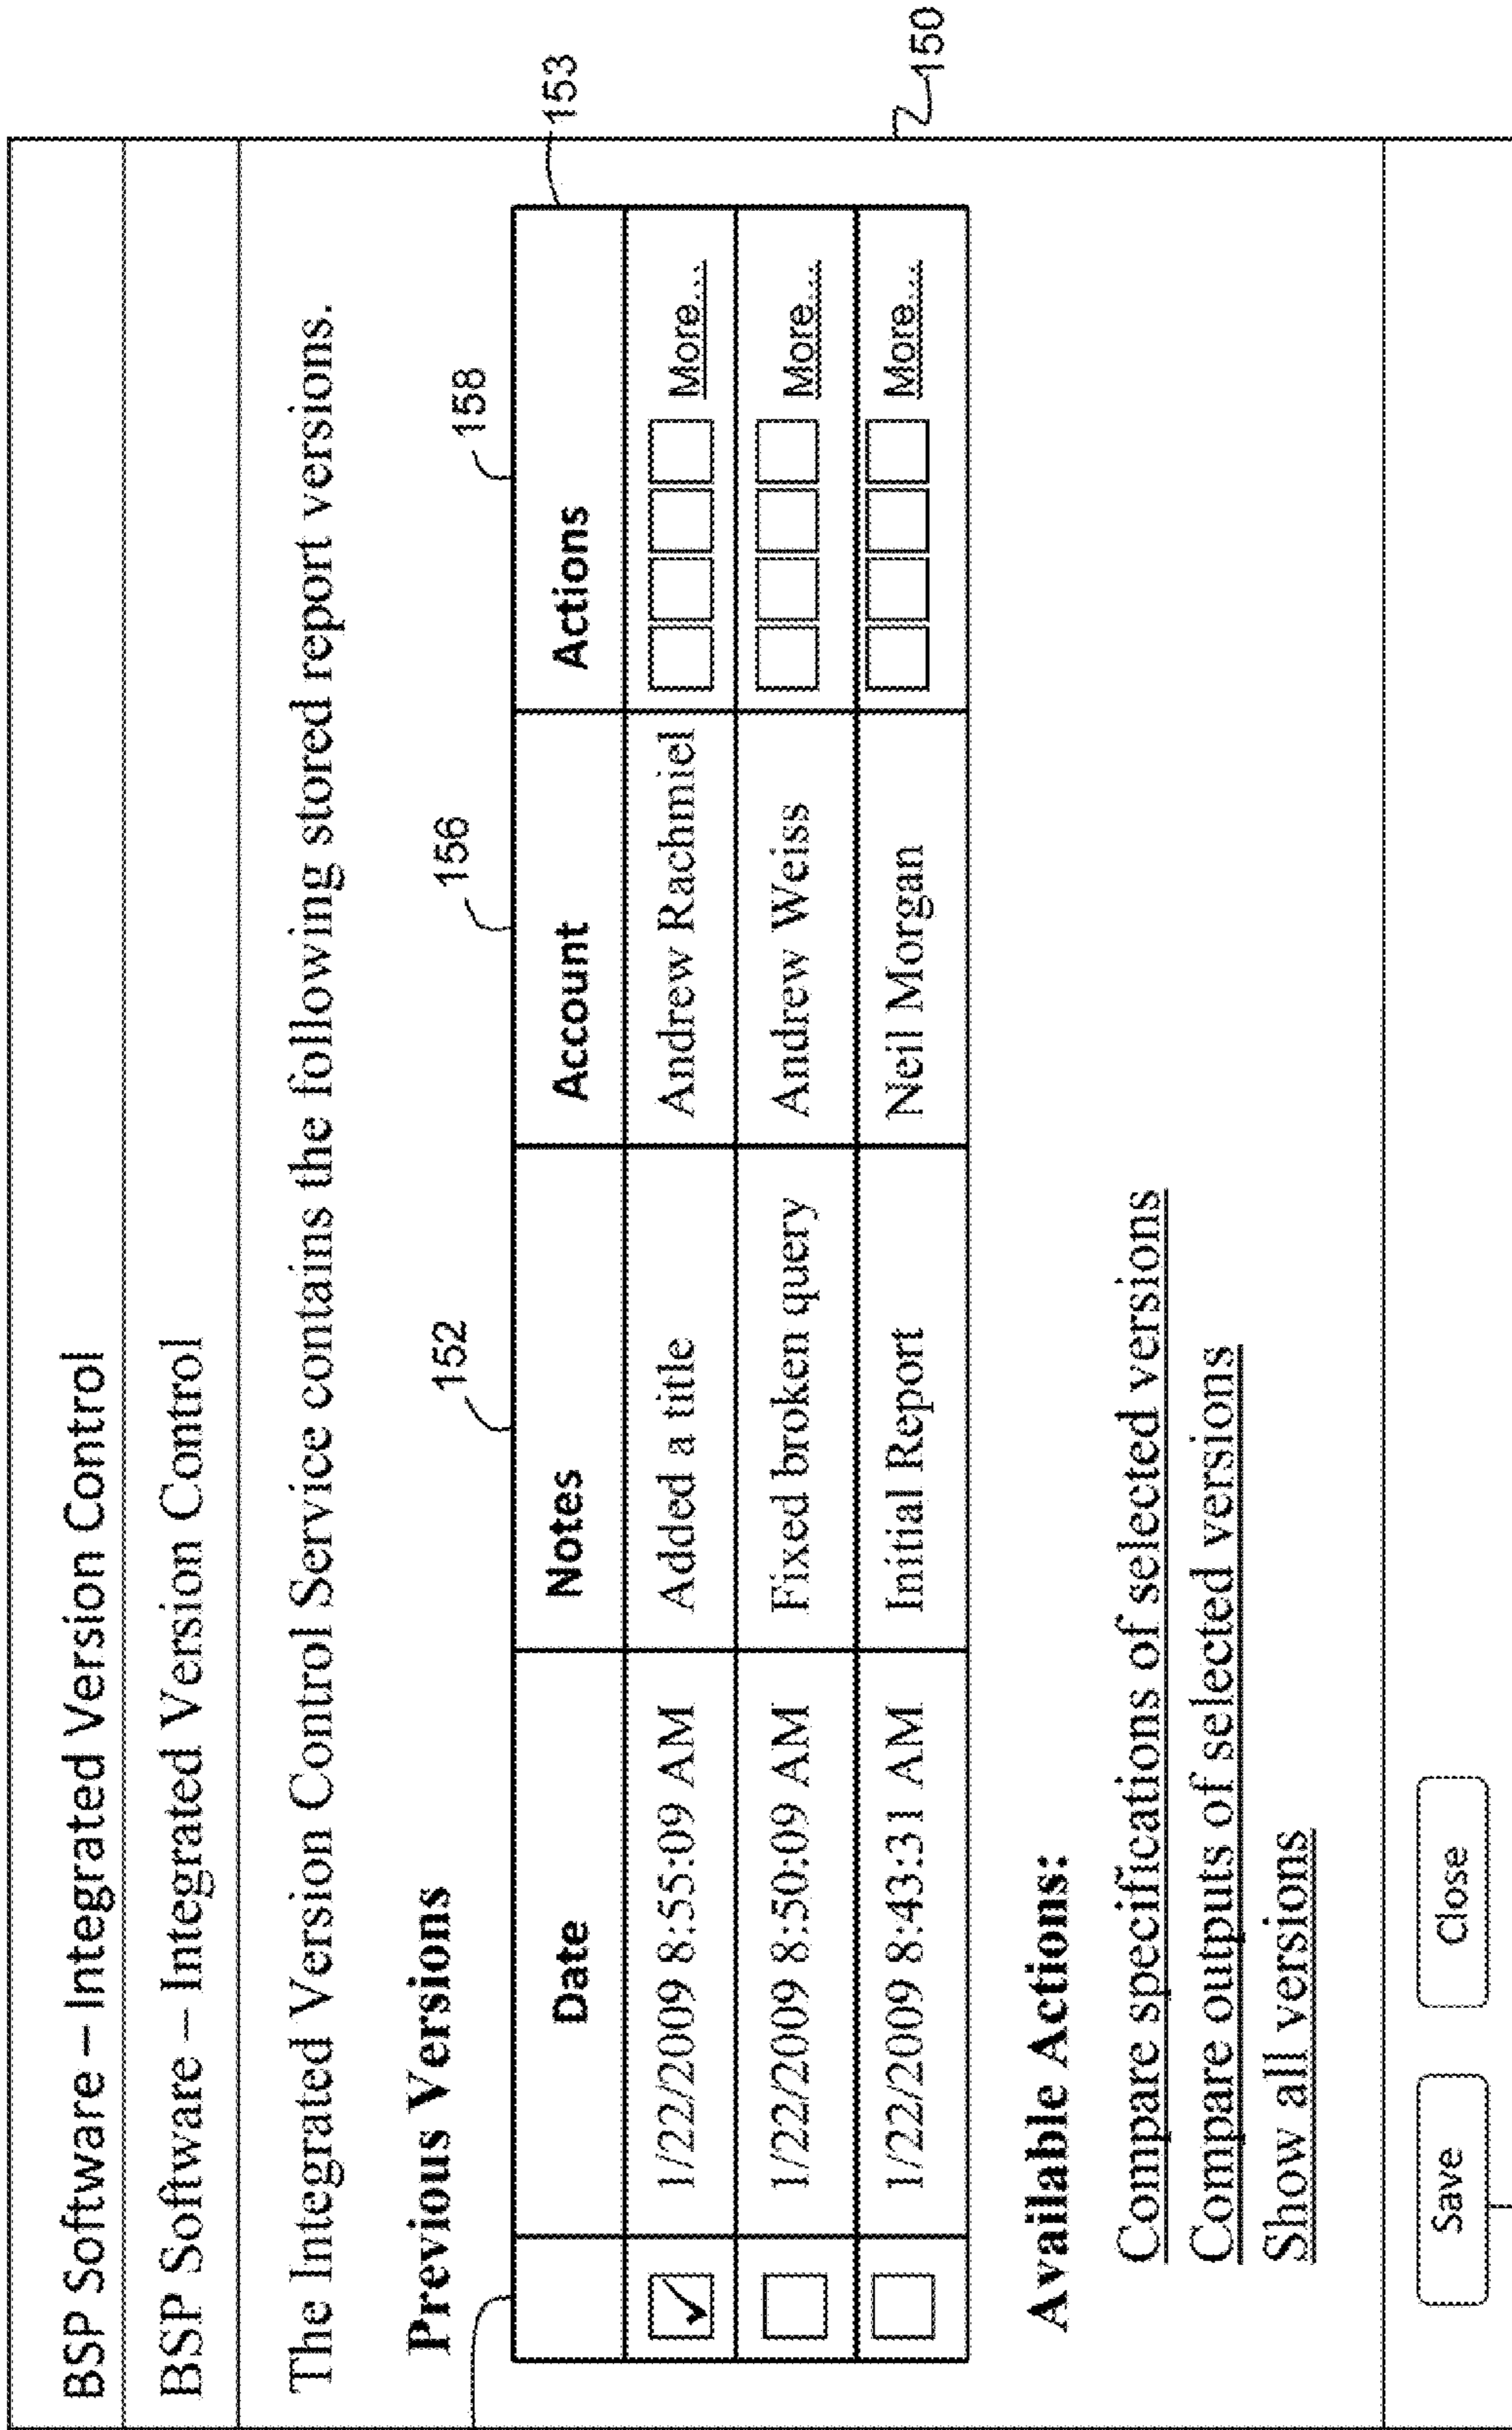 BSP Software – Integrated Version Control
BSP Software – Integrated Version Control
The Integrated Version Control Service contains the following stored report versions.
Previous Versions
152
156
158
153
Date Notes Account Actions
1/22/2009 8:55:09 AM Added a title Andrew Rachmiel More...
1/22/2009 8:50:09 AM Fixed broken query Andrew Weiss More...
1/22/2009 8:43:31 AM Initial Report Neil Morgan More...
150
Available Actions:
Compare specifications of selected versions
Compare outputs of selected versions
Show all versions
Save Close